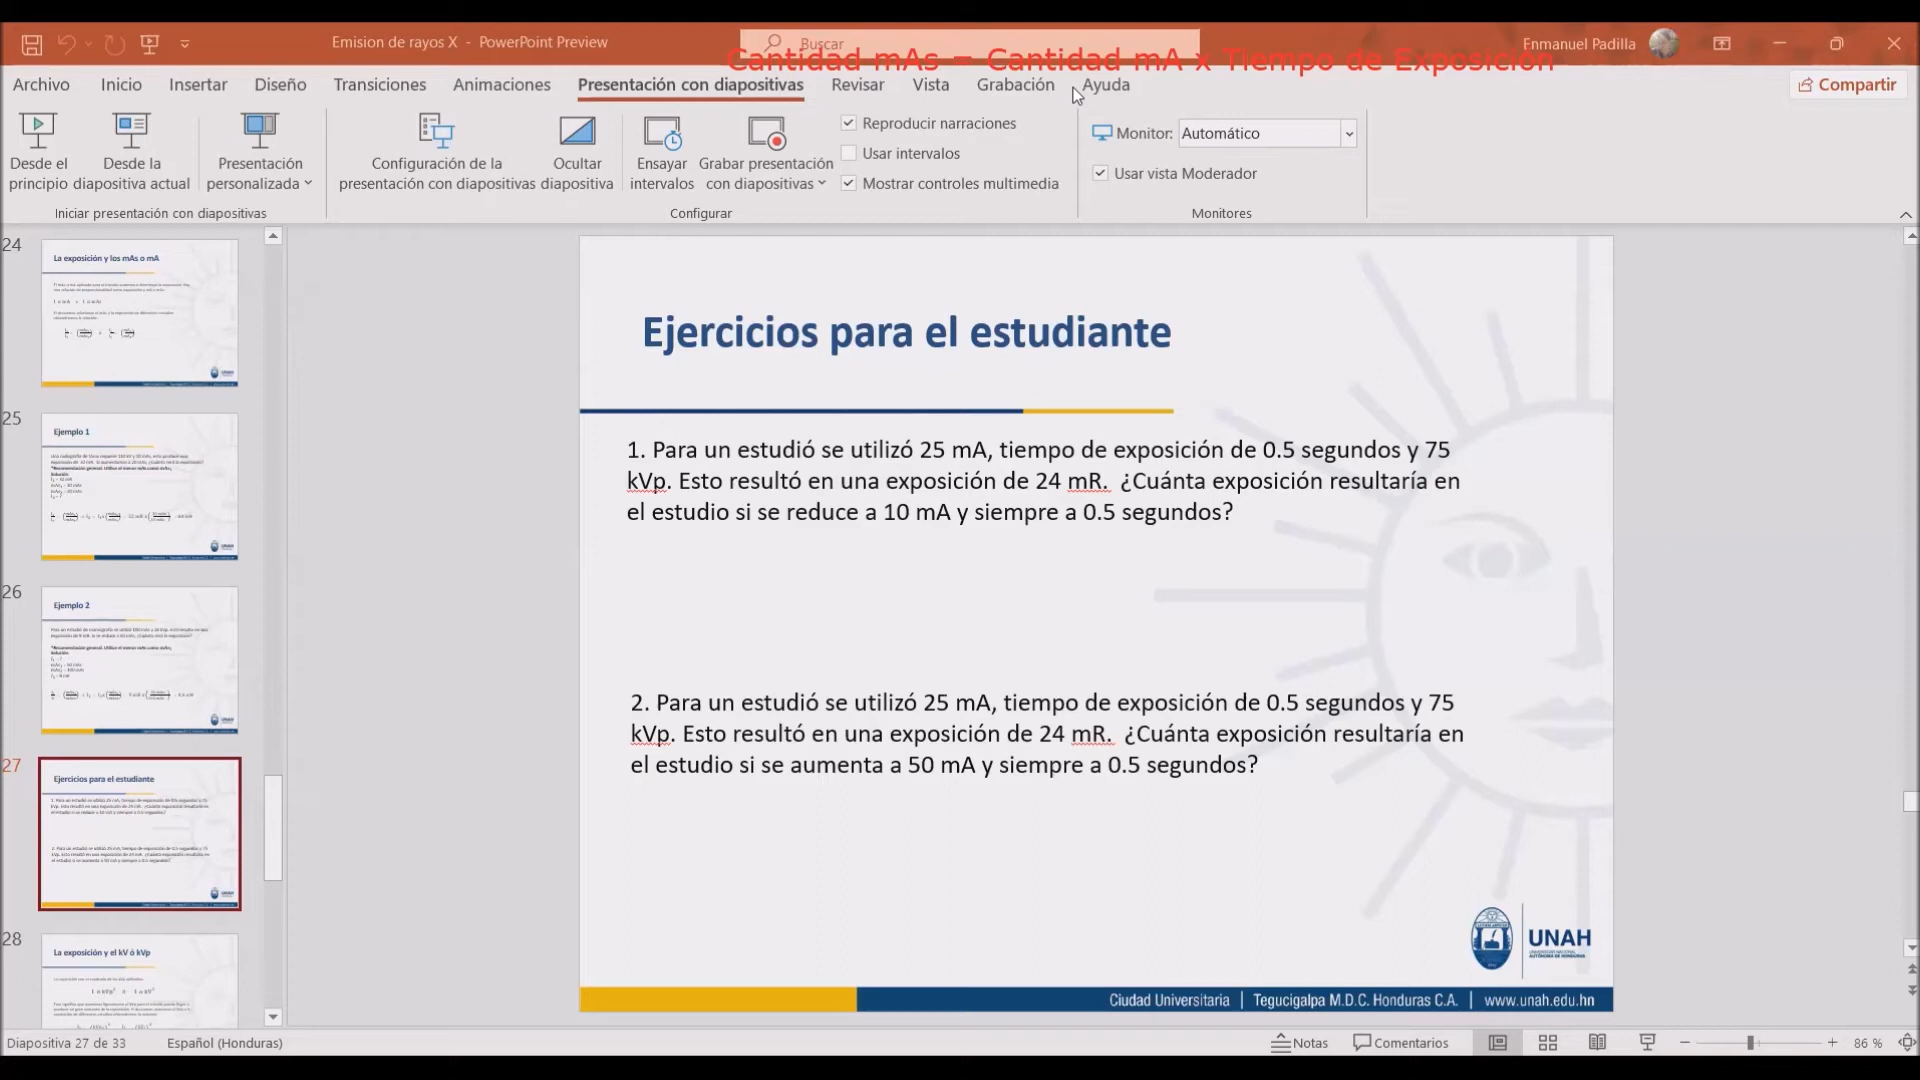 Emision de rayos X - PowerPoint Preview
Buscar
Enmanuel Padilla
Cantidad mAs = Cantidad mA x Tiempo de Exposición
Archivo Inicio Insertar Diseño Transiciones Animaciones Presentación con diapositivas Revisar Vista Grabación Ayuda
Compartir
Desde el principio
Desde la diapositiva actual
Presentación personalizada
Iniciar presentación con diapositivas
Configuración de la presentación con diapositivas
Ocultar diapositiva
Ensayar intervalos
Grabar presentación con diapositivas
Reproducir narraciones
Usar intervalos
Mostrar controles multimedia
Configurar
Monitor: Automático
Usar vista Moderador
Monitores
24
La exposición y los mAs o mA
25
Ejemplo 1
26
Ejemplo 2
27
Ejercicios para el estudiante
28
La exposición y el kV ó kVp
Ejercicios para el estudiante
1. Para un estudió se utilizó 25 mA, tiempo de exposición de 0.5 segundos y 75
kVp. Esto resultó en una exposición de 24 mR. ¿Cuánta exposición resultaría en
el estudio si se reduce a 10 mA y siempre a 0.5 segundos?
2. Para un estudió se utilizó 25 mA, tiempo de exposición de 0.5 segundos y 75
kVp. Esto resultó en una exposición de 24 mR. ¿Cuánta exposición resultaría en
el estudio si se aumenta a 50 mA y siempre a 0.5 segundos?
UNAH
UNIVERSIDAD NACIONAL
AUTÓNOMA DE HONDURAS
Ciudad Universitaria | Tegucigalpa M.D.C. Honduras C.A. | www.unah.edu.hn
Diapositiva 27 de 33 Español (Honduras)
Notas Comentarios 86 %